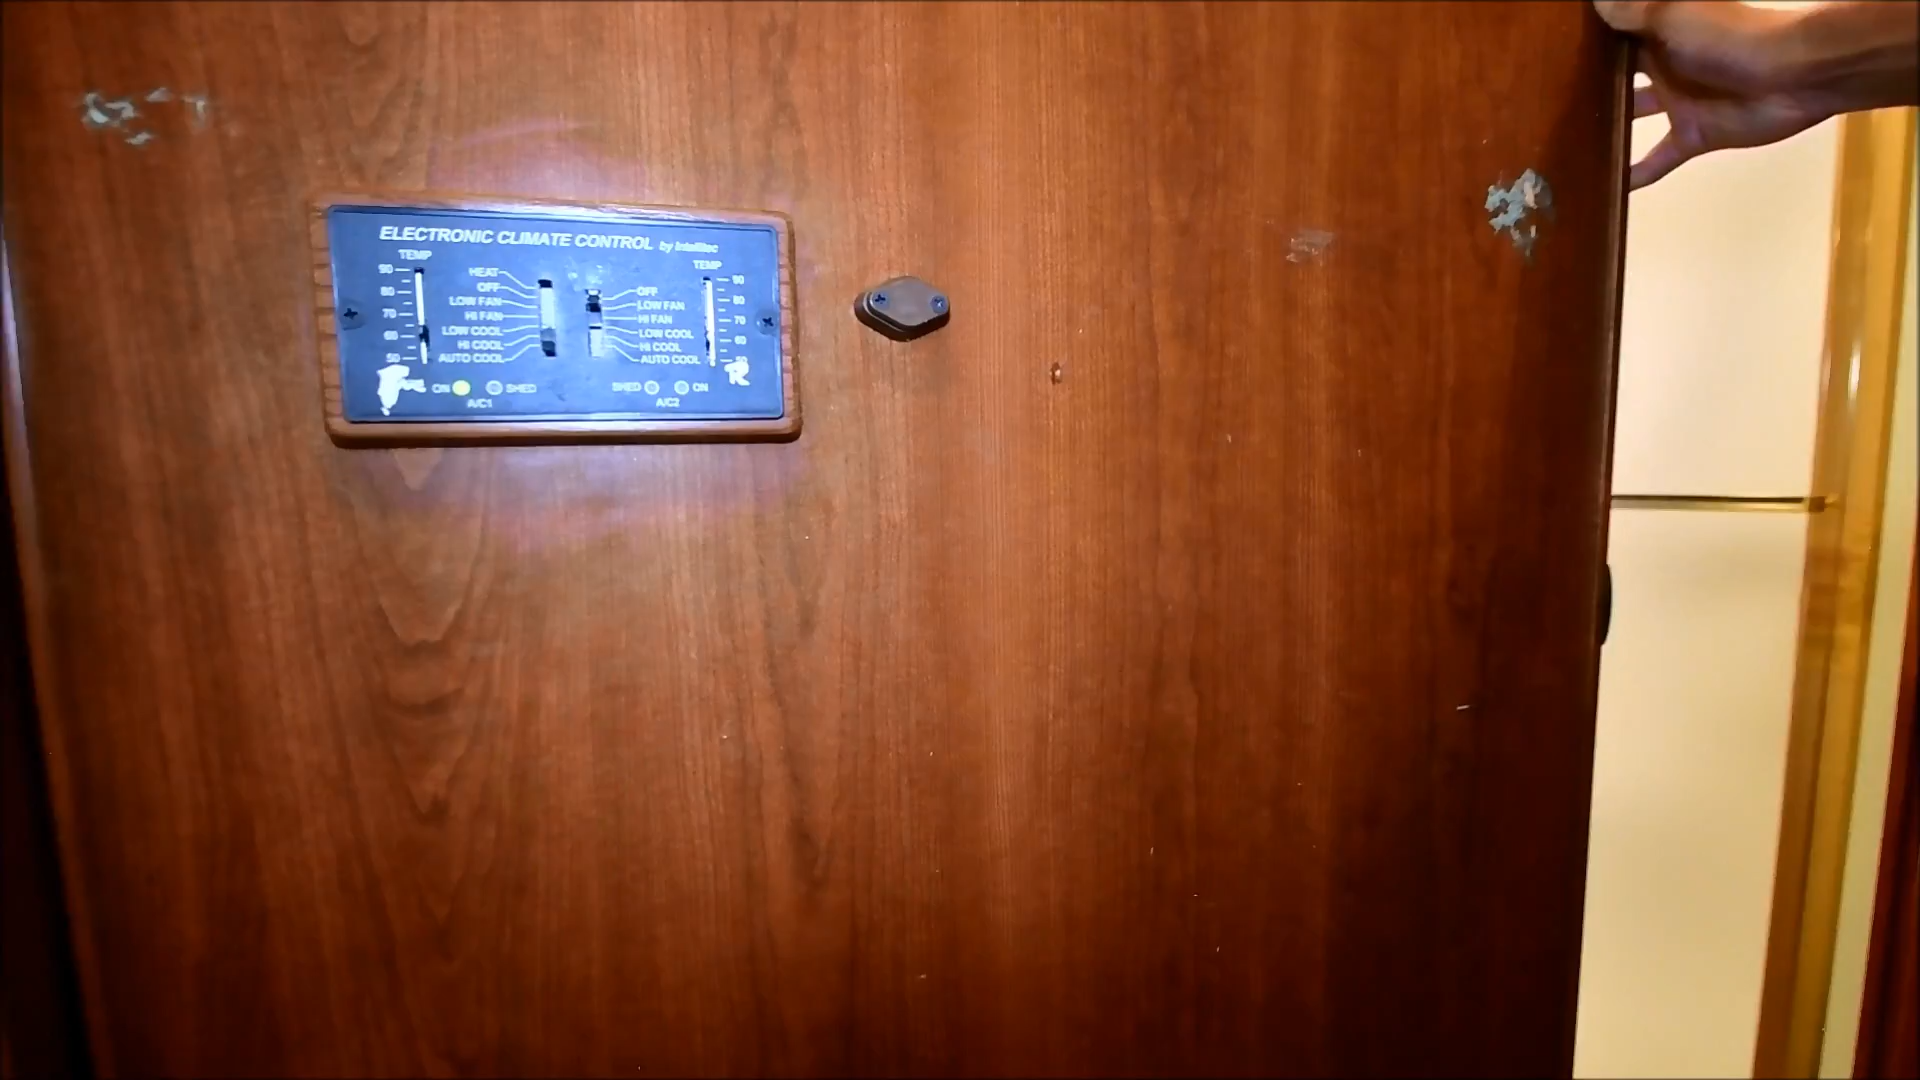 ELECTRONIC CLIMATE CONTROL by Intellitec
TEMP
90
80
70
60
50
HEAT
OFF
LOW FAN
HI FAN
LOW COOL
HI COOL
AUTO COOL
OFF
LOW FAN
HI FAN
LOW COOL
HI COOL
AUTO COOL
TEMP
90
80
70
60
50
ON SHED
A/C1
SHED ON
A/C2